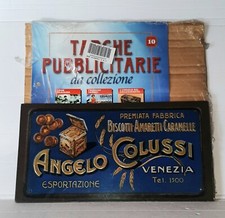 10
TARGHE
PUBBLICITARIE
da collezione
PREMIATA FABBRICA
BISCOTTI AMARETTI CARAMELLE
ANGELO COLUSSI
VENEZIA
ESPORTAZIONE
TEL. 1100